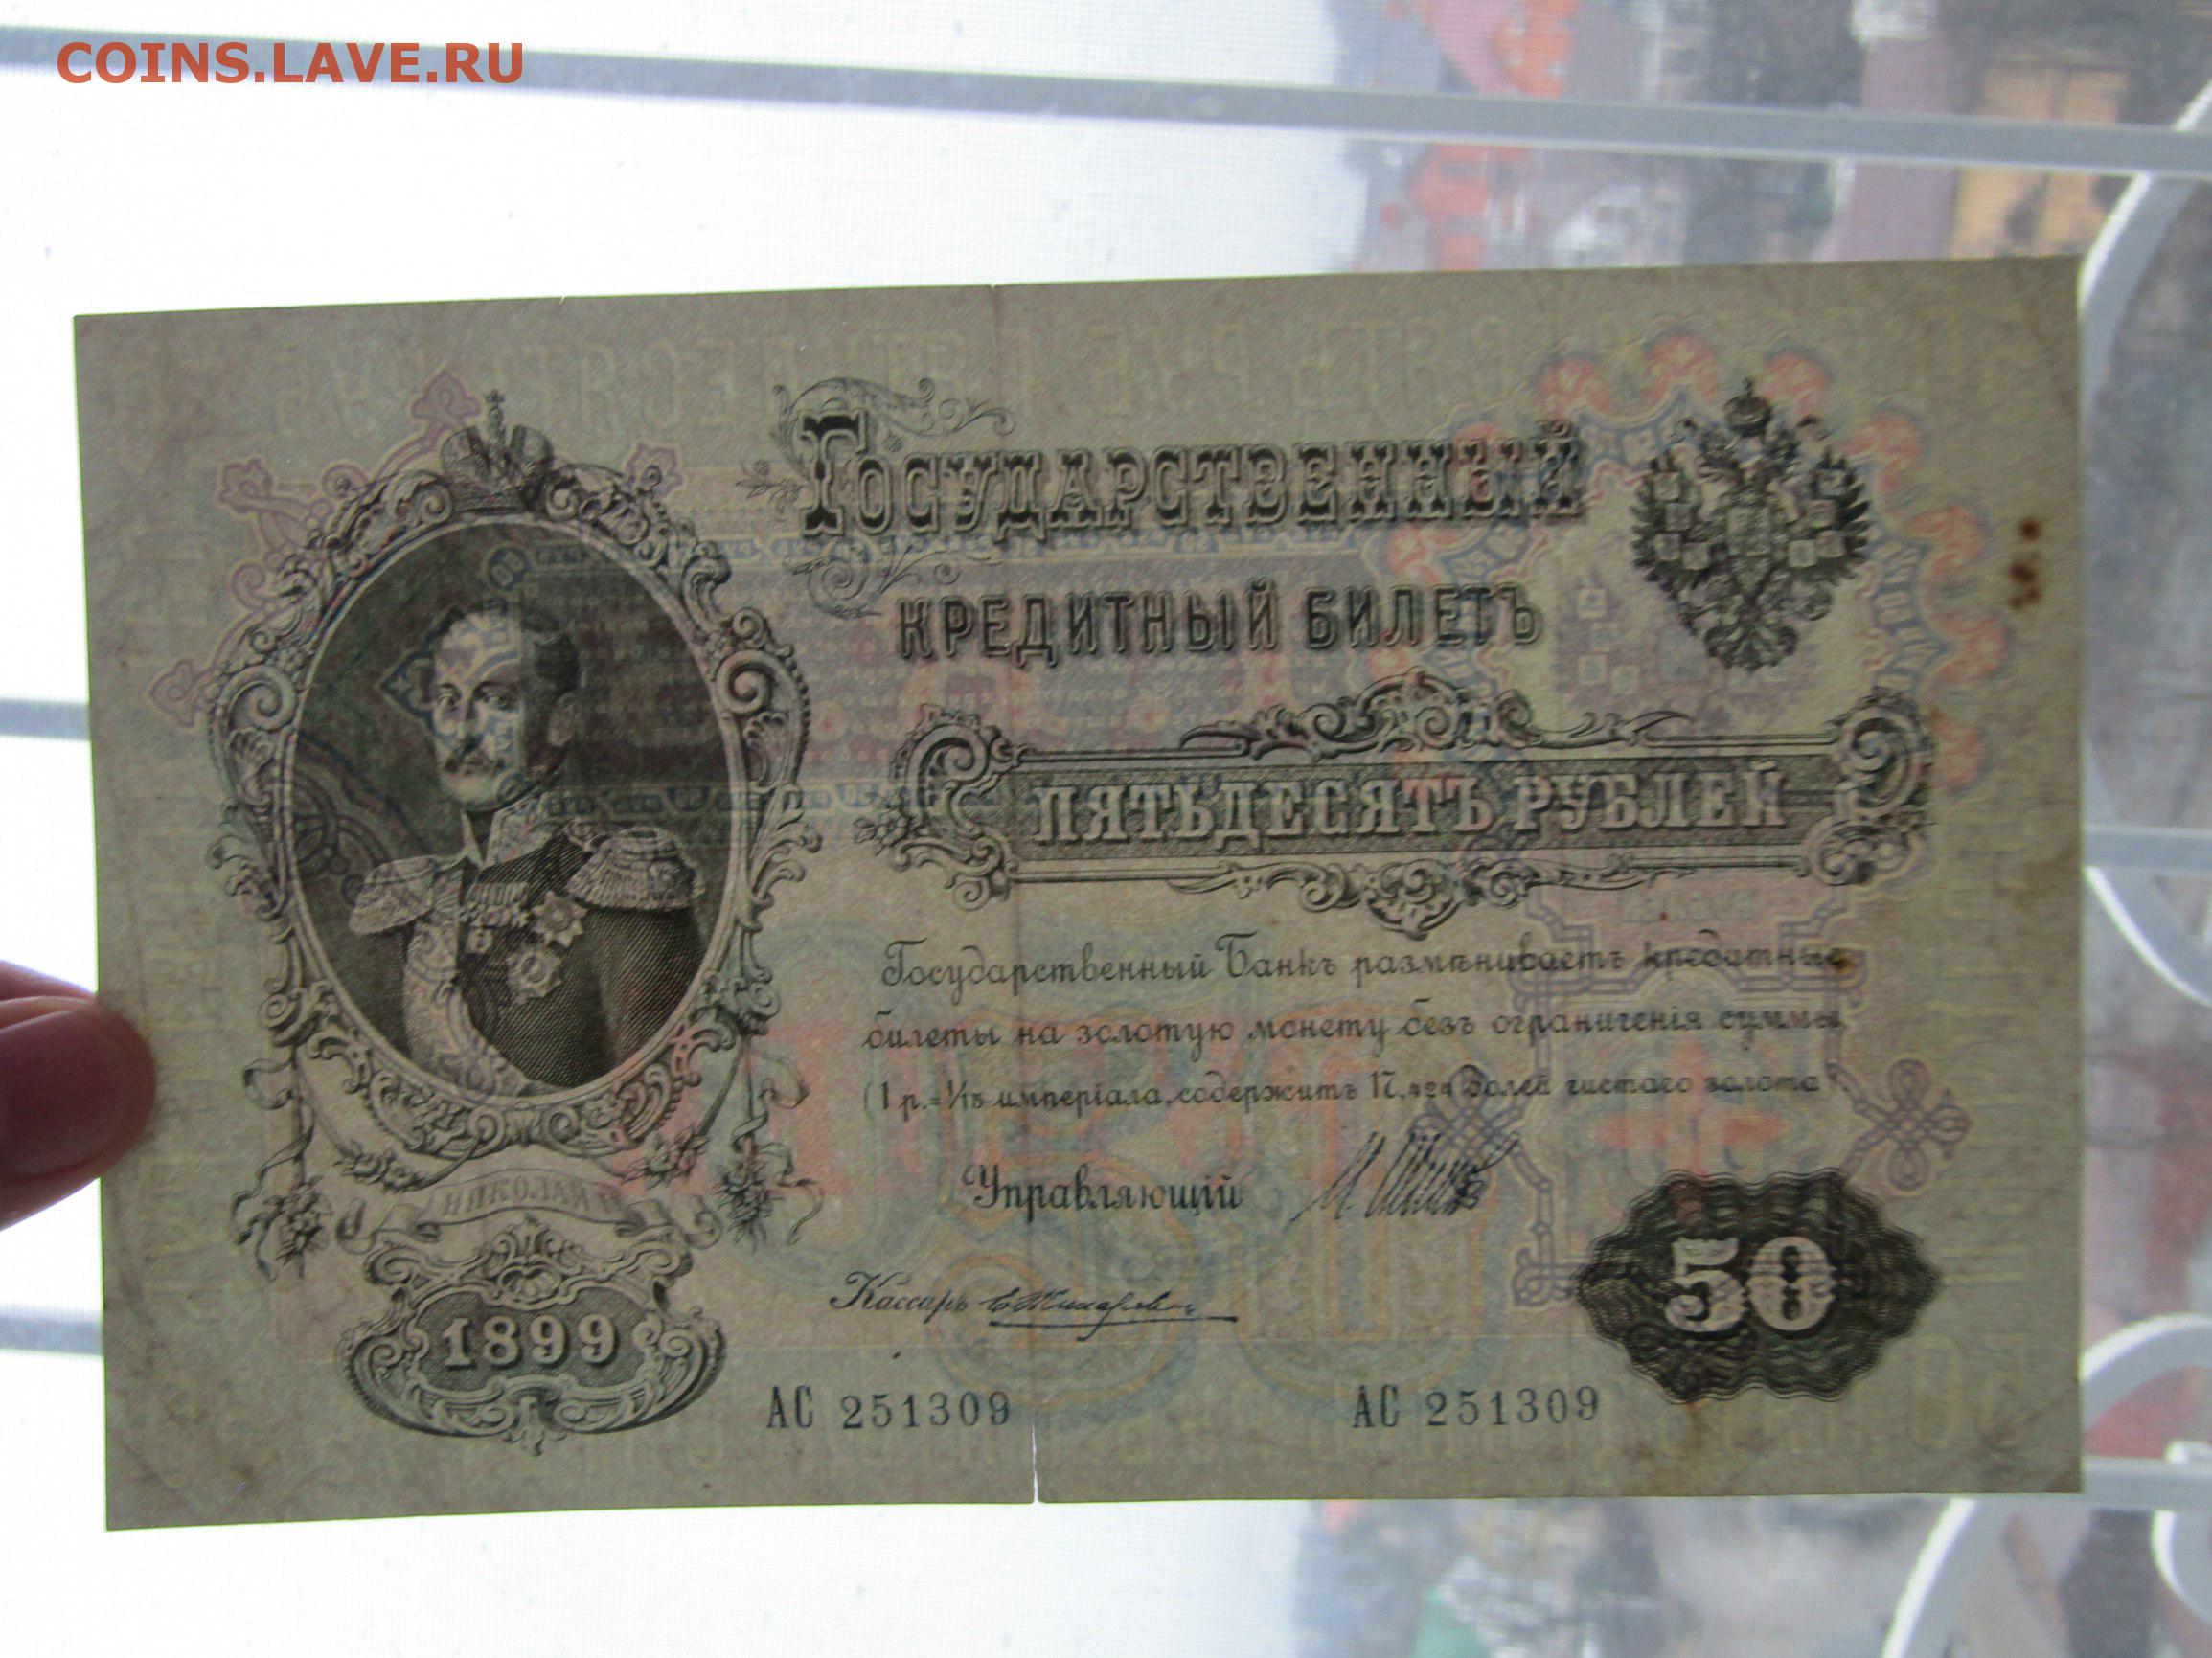 COINS.LAVE.RU
Государственный
кредитный билетъ
пятьдесятъ рублей
Государственный Банкъ размѣниваетъ кредитные
билеты на золотую монету безъ ограниченія суммы
(1 р. = 1/15 имперіала, содержитъ 17,424 долей чистаго золота
Управляющій
Кассиръ
НИКОЛАЙ I
1899
50
АС 251309
АС 251309